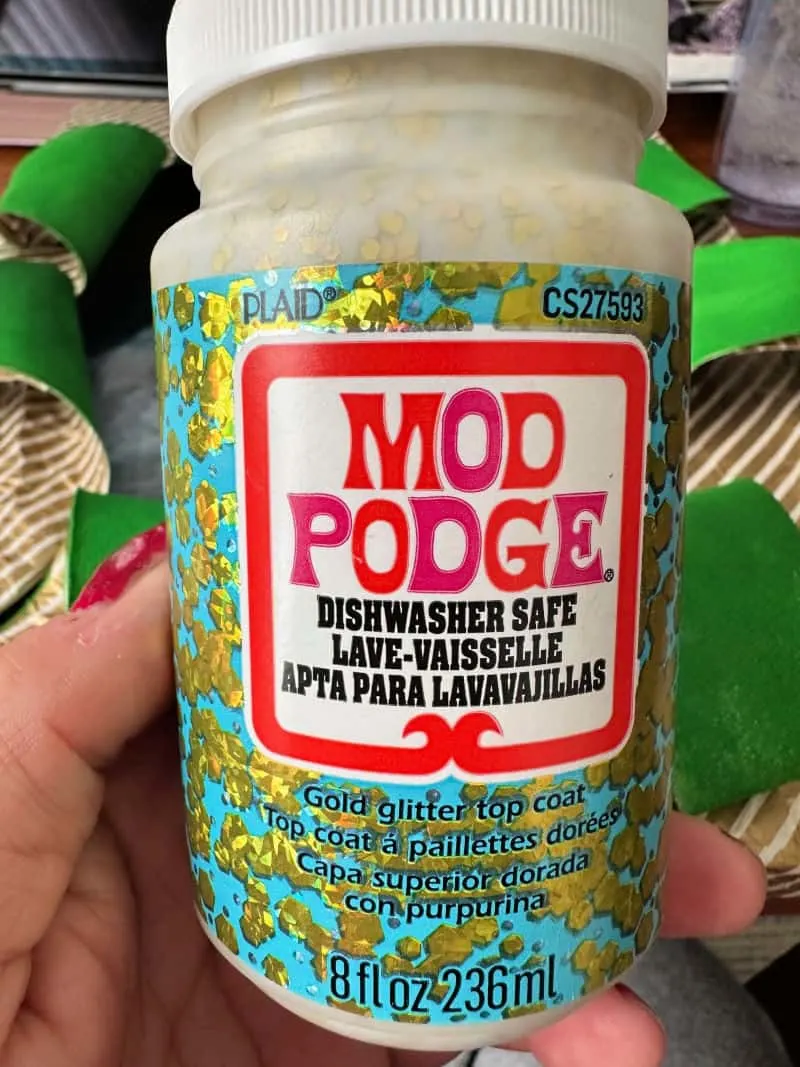 PLAID®
CS27593
MOD
PODGE®
DISHWASHER SAFE
LAVE-VAISSELLE
APTA PARA LAVAVAJILLAS
Gold glitter top coat
Top coat á paillettes dorées
Capa superior dorada
con purpurina
8 fl oz 236 ml